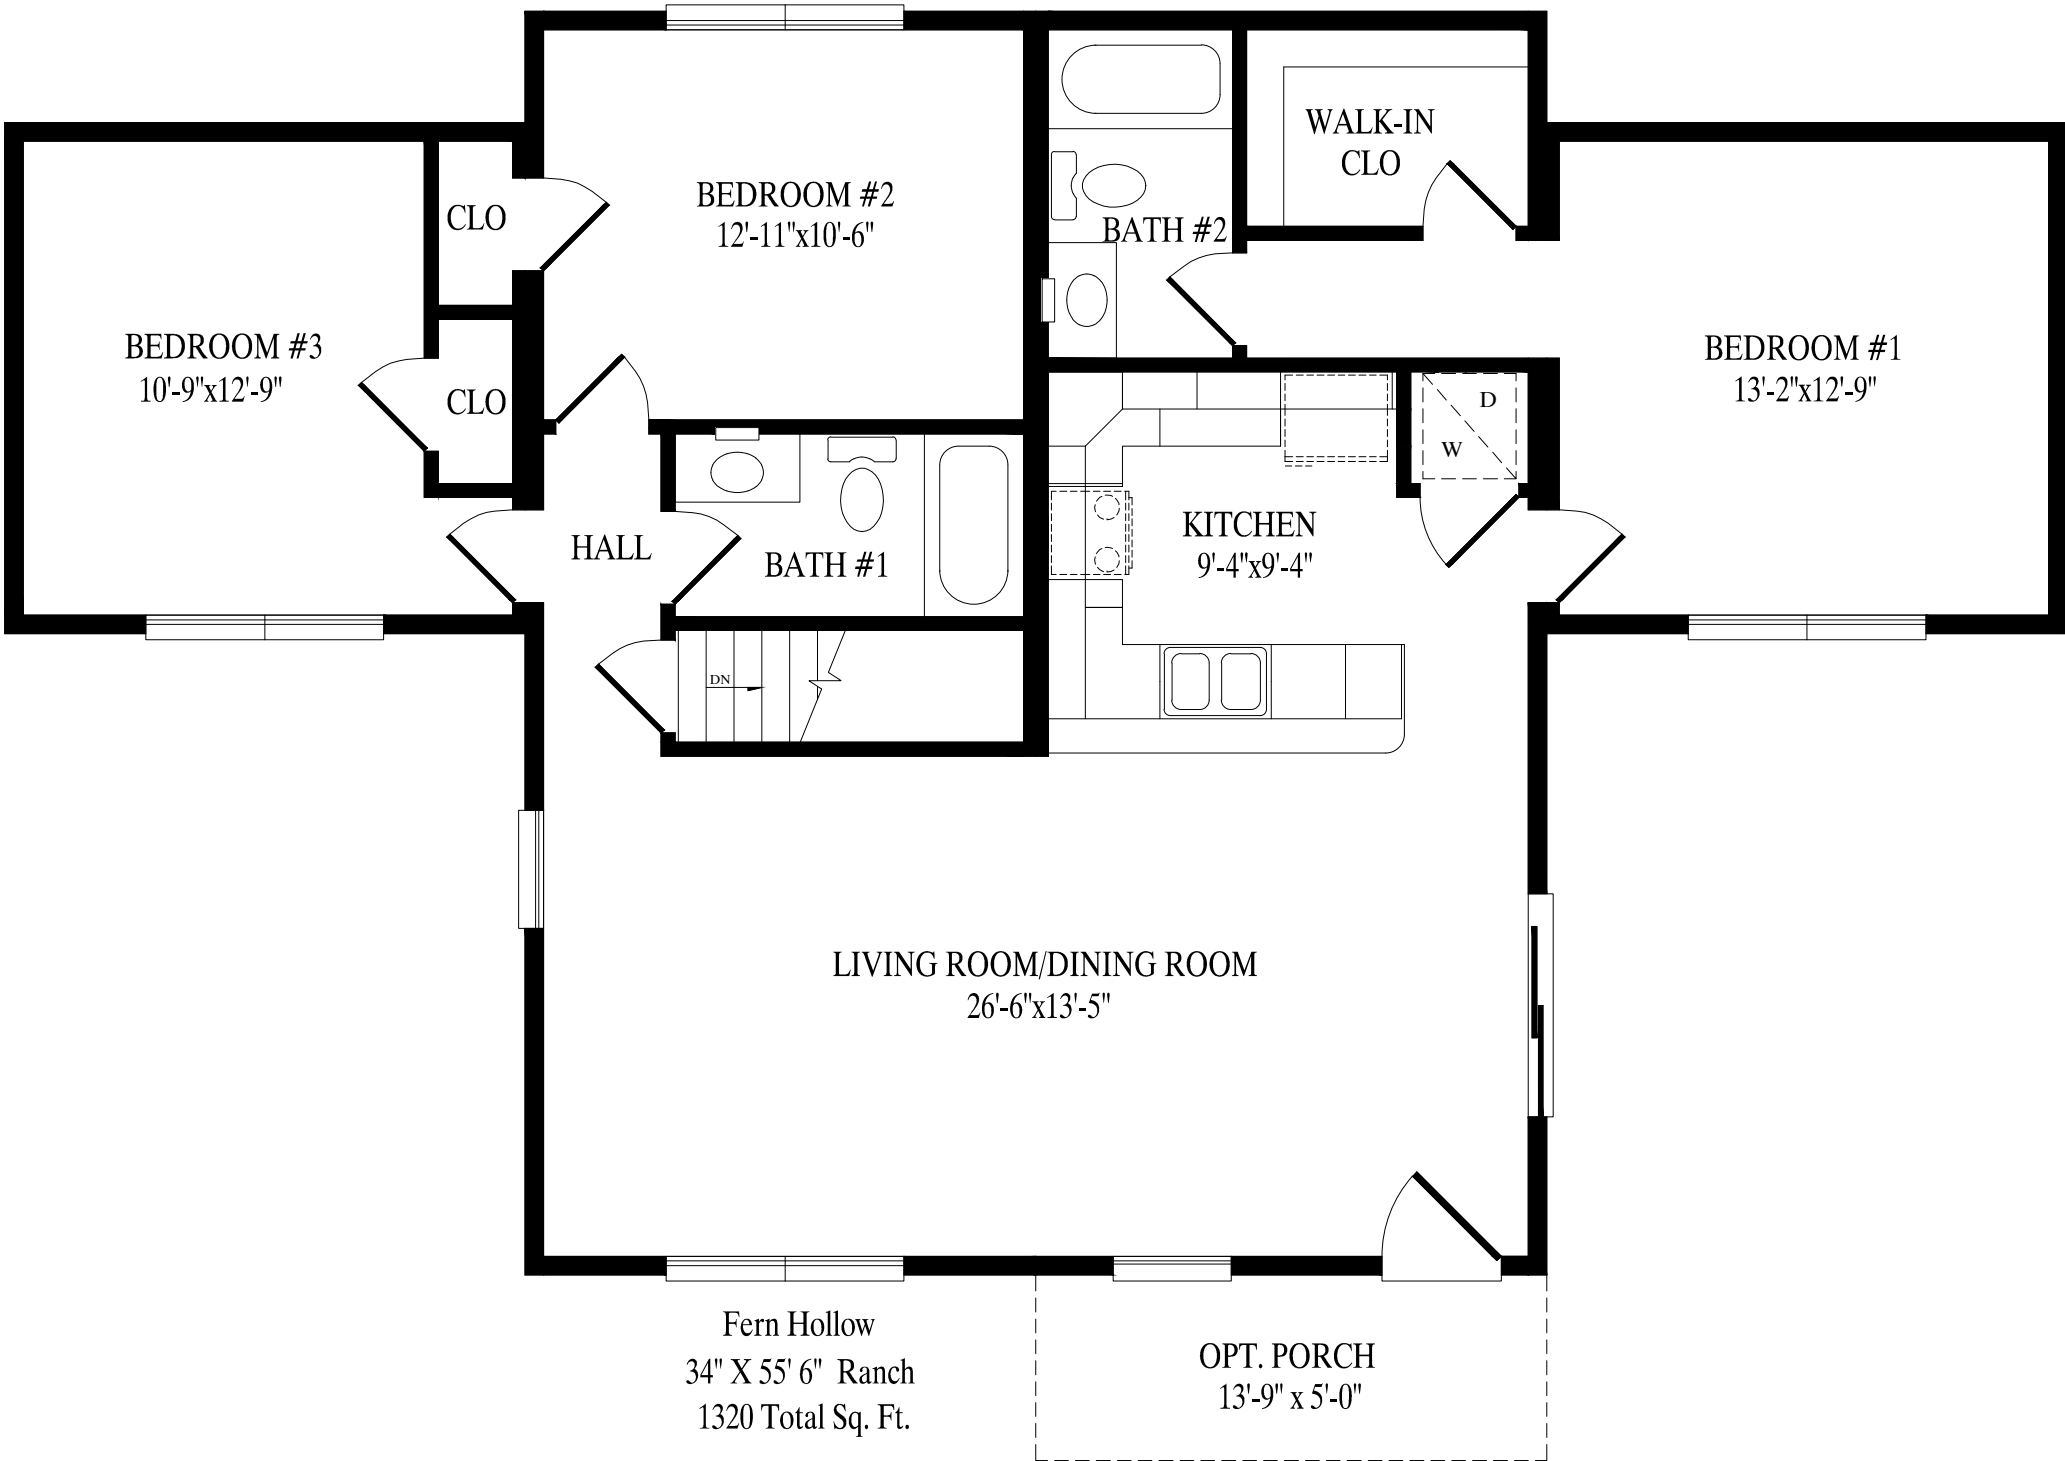 WALK-IN
CLO
BEDROOM #2
12'-11"x10'-6"
CLO
BATH #2
BEDROOM #3
10'-9"x12'-9"
BEDROOM #1
13'-2"x12'-9"
CLO
D
W
KITCHEN
9'-4"x9'-4"
HALL
BATH #1
DN
LIVING ROOM/DINING ROOM
26'-6"x13'-5"
Fern Hollow
34" X 55' 6" Ranch
1320 Total Sq. Ft.
OPT. PORCH
13'-9" x 5'-0"